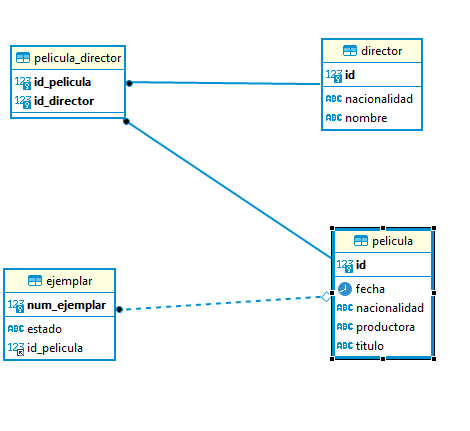 pelicula_director
123 id_pelicula
123 id_director
director
123 id
ABC nacionalidad
ABC nombre
pelicula
123 id
fecha
ABC nacionalidad
ABC productora
ABC titulo
ejemplar
123 num_ejemplar
ABC estado
123 id_pelicula